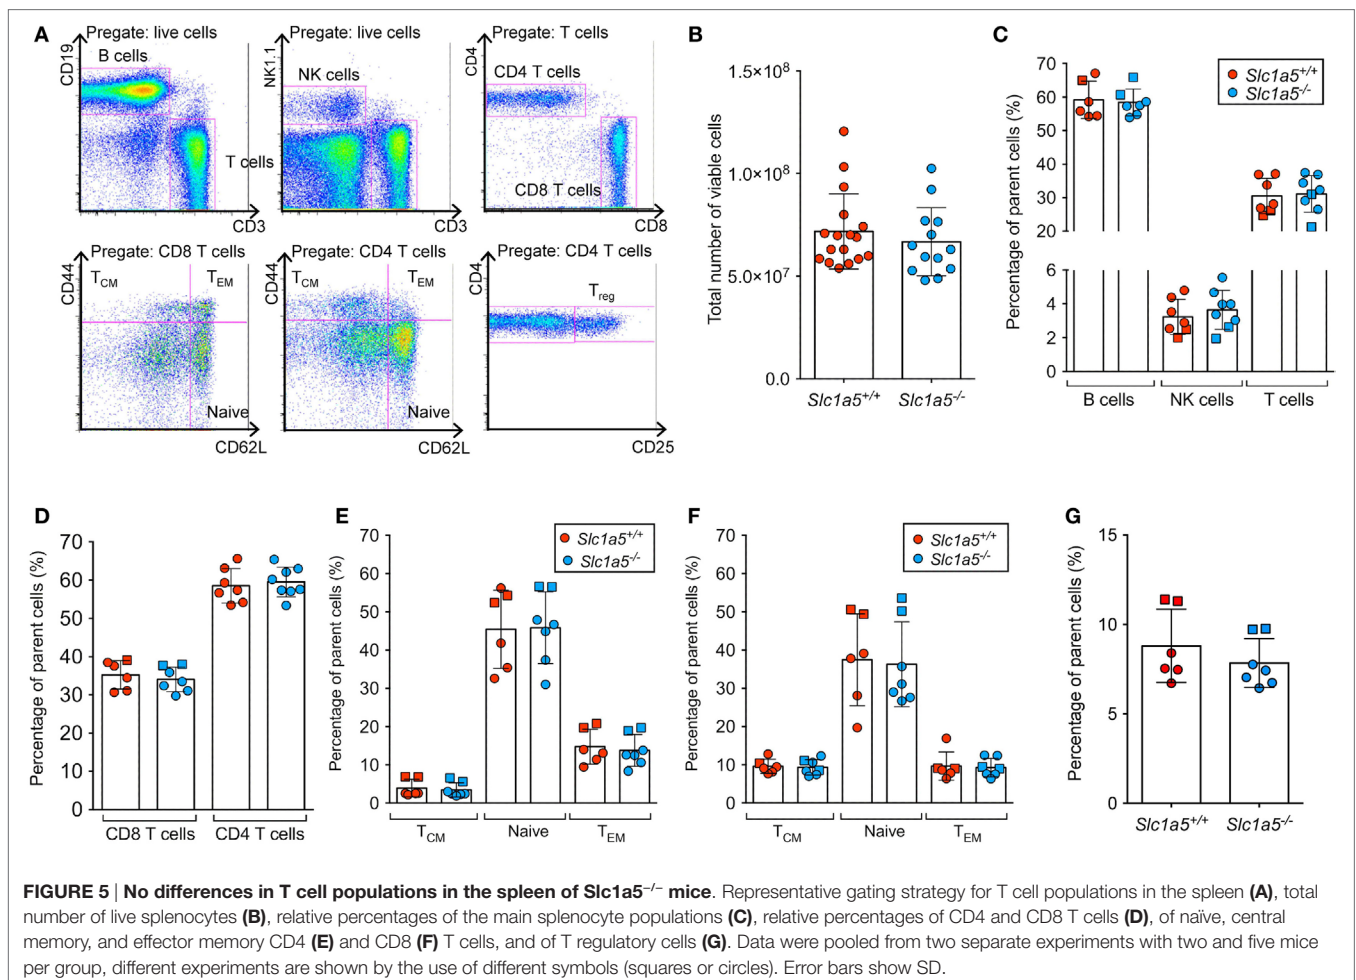 A
Pregate: live cells
CD19
B cells
T cells
CD3
Pregate: live cells
NK1.1
NK cells
CD3
Pregate: T cells
CD4
CD4 T cells
CD8 T cells
CD8
Pregate: CD8 T cells
CD44
TCM
TEM
Naive
CD62L
Pregate: CD4 T cells
CD44
TCM
TEM
Naive
CD62L
Pregate: CD4 T cells
CD4
Treg
CD25
B
Total number of viable cells
1.5×10⁸
1.0×10⁸
5.0×10⁷
0.0
Slc1a5+/+ Slc1a5-/-
C
Percentage of parent cells (%)
70
60
50
40
30
20
6
4
2
0
Slc1a5+/+
Slc1a5-/-
B cells NK cells T cells
D
Percentage of parent cells (%)
70
60
50
40
30
20
10
0
CD8 T cells CD4 T cells
E
Percentage of parent cells (%)
70
60
50
40
30
20
10
0
Slc1a5+/+
Slc1a5-/-
TCM Naive TEM
F
Percentage of parent cells (%)
70
60
50
40
30
20
10
0
Slc1a5+/+
Slc1a5-/-
TCM Naive TEM
G
Percentage of parent cells (%)
15
10
5
0
Slc1a5+/+ Slc1a5-/-
FIGURE 5 | No differences in T cell populations in the spleen of Slc1a5−/− mice. Representative gating strategy for T cell populations in the spleen (A), total
number of live splenocytes (B), relative percentages of the main splenocyte populations (C), relative percentages of CD4 and CD8 T cells (D), of naïve, central
memory, and effector memory CD4 (E) and CD8 (F) T cells, and of T regulatory cells (G). Data were pooled from two separate experiments with two and five mice
per group, different experiments are shown by the use of different symbols (squares or circles). Error bars show SD.